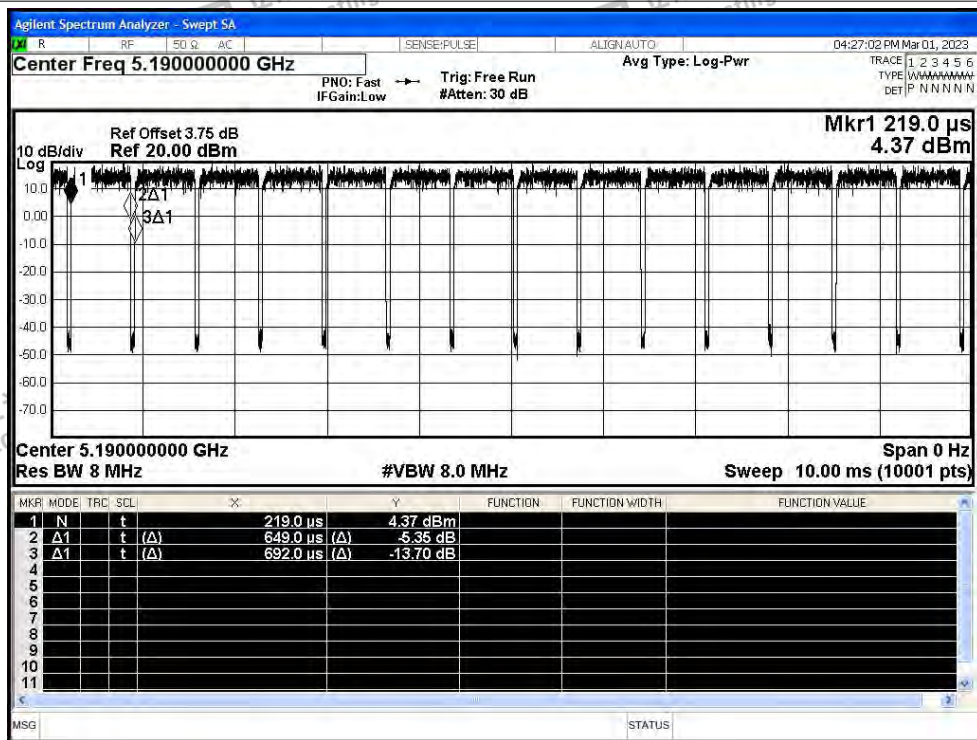 Agilent Spectrum Analyzer - Swept SA
R RF 50 Ω AC SENSE:PULSE ALIGN AUTO 04:27:02 PM Mar 01, 2023
Center Freq 5.190000000 GHz
PNO: Fast
IFGain:Low
Trig: Free Run
#Atten: 30 dB
Avg Type: Log-Pwr
TRACE 1 2 3 4 5 6
TYPE
DET P N N N N N
Mkr1 219.0 µs
4.37 dBm
Ref Offset 3.75 dB
10 dB/div Ref 20.00 dBm
Log
10.0
0.00
-10.0
-20.0
-30.0
-40.0
-50.0
-60.0
-70.0
1
2Δ1
3Δ1
Center 5.190000000 GHz Span 0 Hz
Res BW 8 MHz #VBW 8.0 MHz Sweep 10.00 ms (10001 pts)
MKR MODE TRC SCL X Y FUNCTION FUNCTION WIDTH FUNCTION VALUE
1 N t 219.0 µs 4.37 dBm
2 Δ1 t (Δ) 649.0 µs (Δ) -5.35 dB
3 Δ1 t (Δ) 692.0 µs (Δ) -13.70 dB
4
5
6
7
8
9
10
11
MSG STATUS